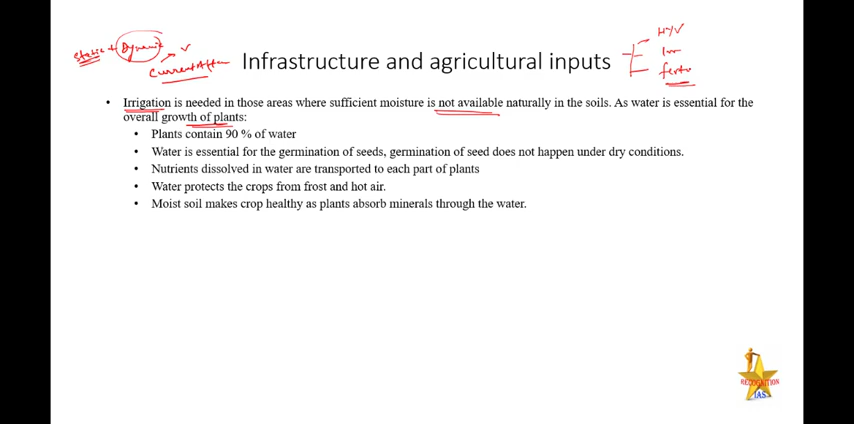 Static + Dynamic
Current Affair
Infrastructure and agricultural inputs
HYV
Irr
fert
• Irrigation is needed in those areas where sufficient moisture is not available naturally in the soils. As water is essential for the
overall growth of plants:
• Plants contain 90 % of water
• Water is essential for the germination of seeds, germination of seed does not happen under dry conditions.
• Nutrients dissolved in water are transported to each part of plants
• Water protects the crops from frost and hot air.
• Moist soil makes crop healthy as plants absorb minerals through the water.
RECOGNITION
IAS